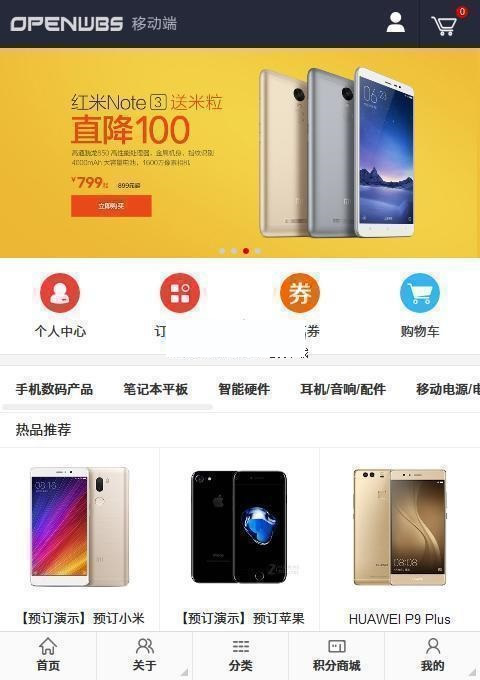 OPENWBS 移动端
0
红米Note 3 送米粒
直降100
高通骁龙650 高性能处理器，金属机身，指纹识别
4000mAh 大容量电池，1600万像素相机
¥799起 899元起
立即购买
券
个人中心
订
券
购物车
手机数码产品 笔记本平板 智能硬件 耳机/音响/配件 移动电源/电
热品推荐
【预订演示】预订小米 【预订演示】预订苹果 HUAWEI P9 Plus
首页 关于 分类 积分商城 我的